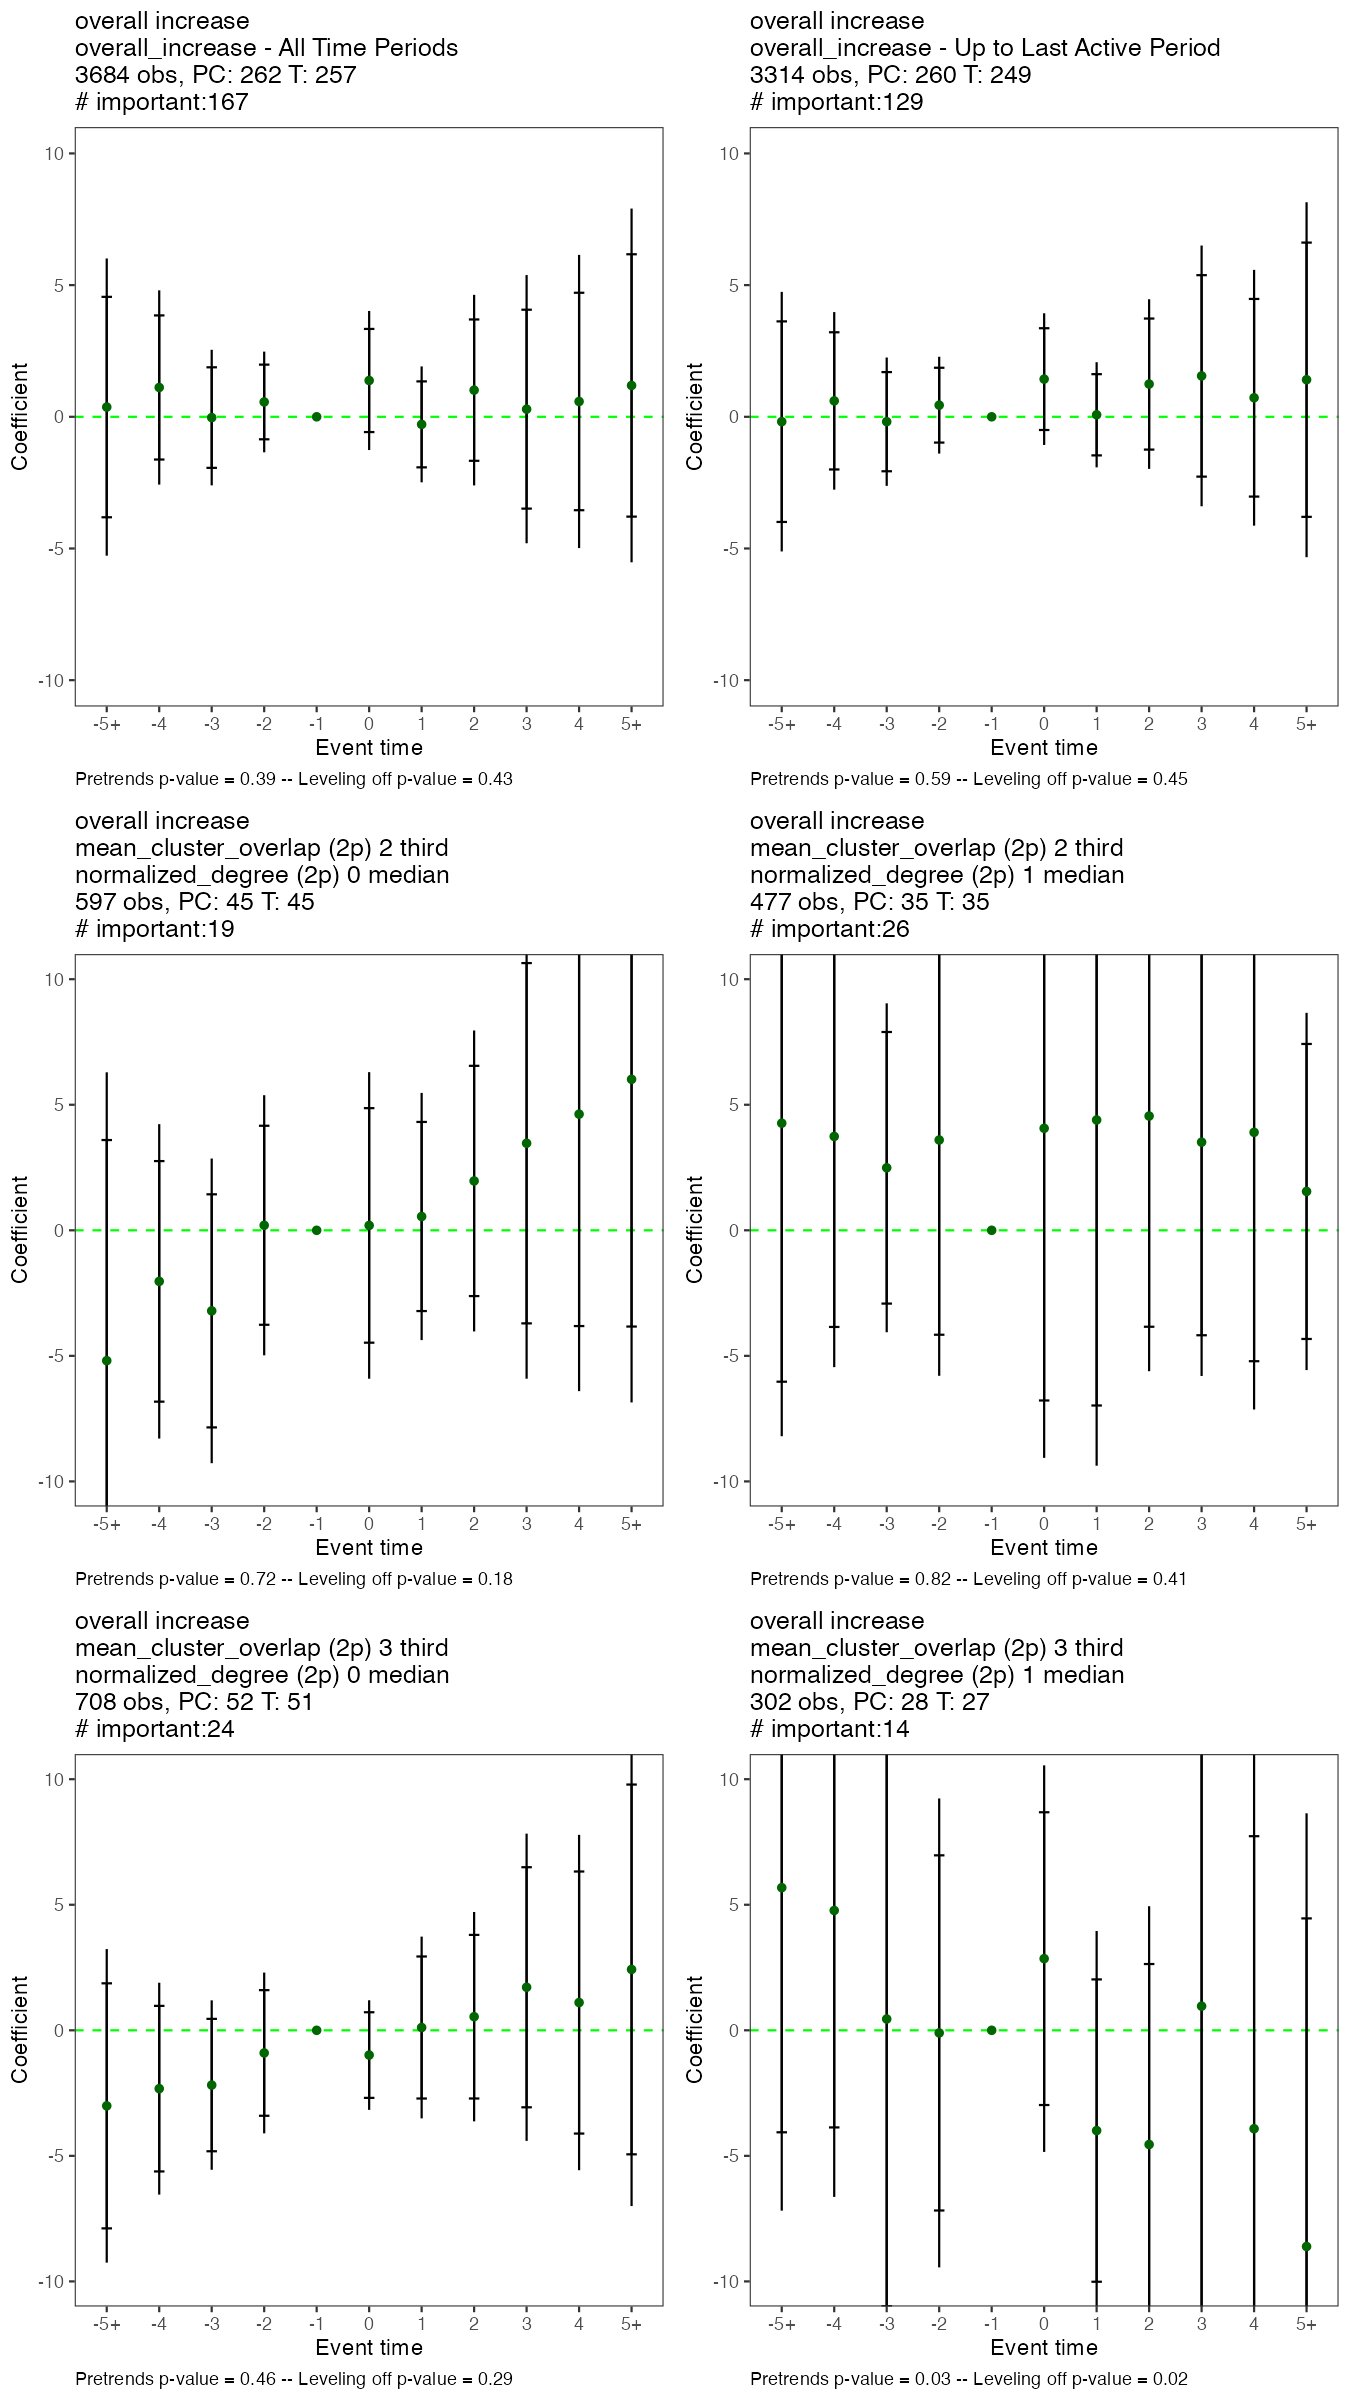 overall increase
overall_increase - All Time Periods
3684 obs, PC: 262 T: 257
# important:167
10
5
0
-5
-10
Coefficient
-5+ -4 -3 -2 -1 0 1 2 3 4 5+
Event time
Pretrends p-value = 0.39 -- Leveling off p-value = 0.43
overall increase
overall_increase - Up to Last Active Period
3314 obs, PC: 260 T: 249
# important:129
10
5
0
-5
-10
Coefficient
-5+ -4 -3 -2 -1 0 1 2 3 4 5+
Event time
Pretrends p-value = 0.59 -- Leveling off p-value = 0.45
overall increase
mean_cluster_overlap (2p) 2 third
normalized_degree (2p) 0 median
597 obs, PC: 45 T: 45
# important:19
10
5
0
-5
-10
Coefficient
-5+ -4 -3 -2 -1 0 1 2 3 4 5+
Event time
Pretrends p-value = 0.72 -- Leveling off p-value = 0.18
overall increase
mean_cluster_overlap (2p) 2 third
normalized_degree (2p) 1 median
477 obs, PC: 35 T: 35
# important:26
10
5
0
-5
-10
Coefficient
-5+ -4 -3 -2 -1 0 1 2 3 4 5+
Event time
Pretrends p-value = 0.82 -- Leveling off p-value = 0.41
overall increase
mean_cluster_overlap (2p) 3 third
normalized_degree (2p) 0 median
708 obs, PC: 52 T: 51
# important:24
10
5
0
-5
-10
Coefficient
-5+ -4 -3 -2 -1 0 1 2 3 4 5+
Event time
Pretrends p-value = 0.46 -- Leveling off p-value = 0.29
overall increase
mean_cluster_overlap (2p) 3 third
normalized_degree (2p) 1 median
302 obs, PC: 28 T: 27
# important:14
10
5
0
-5
-10
Coefficient
-5+ -4 -3 -2 -1 0 1 2 3 4 5+
Event time
Pretrends p-value = 0.03 -- Leveling off p-value = 0.02